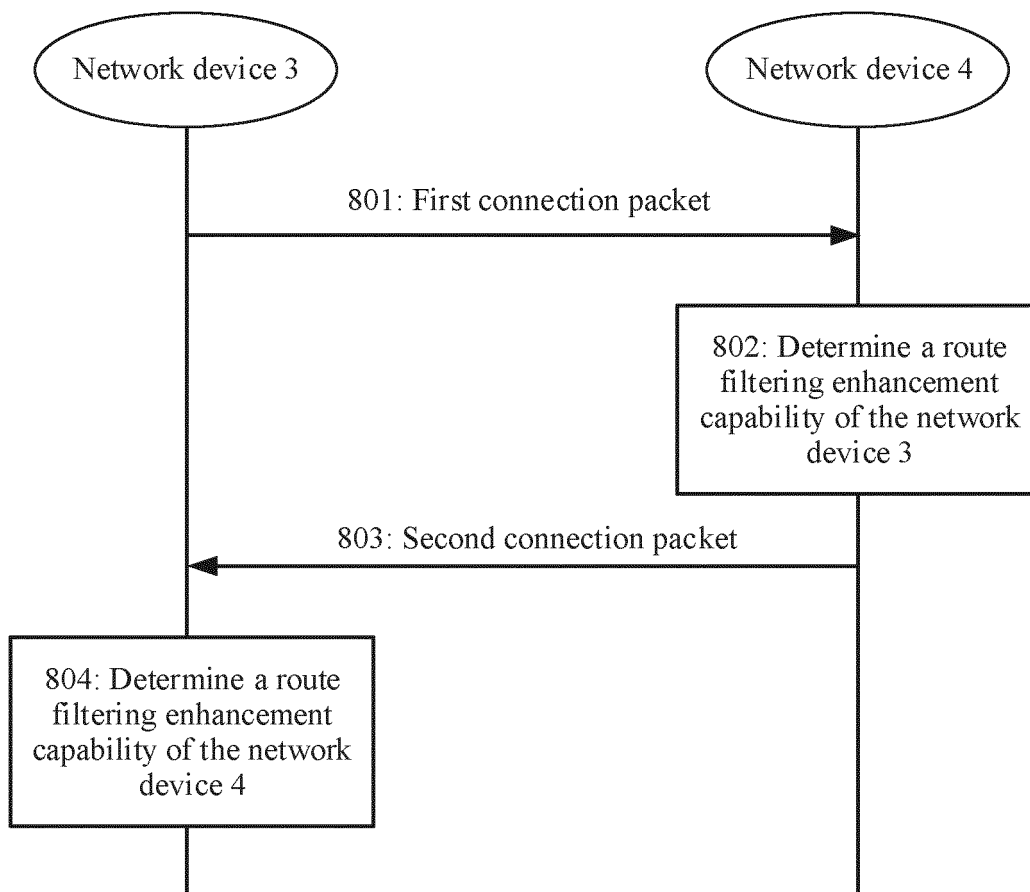 Network device 3
Network device 4
801: First connection packet
802: Determine a route
filtering enhancement
capability of the network
device 3
803: Second connection packet
804: Determine a route
filtering enhancement
capability of the network
device 4